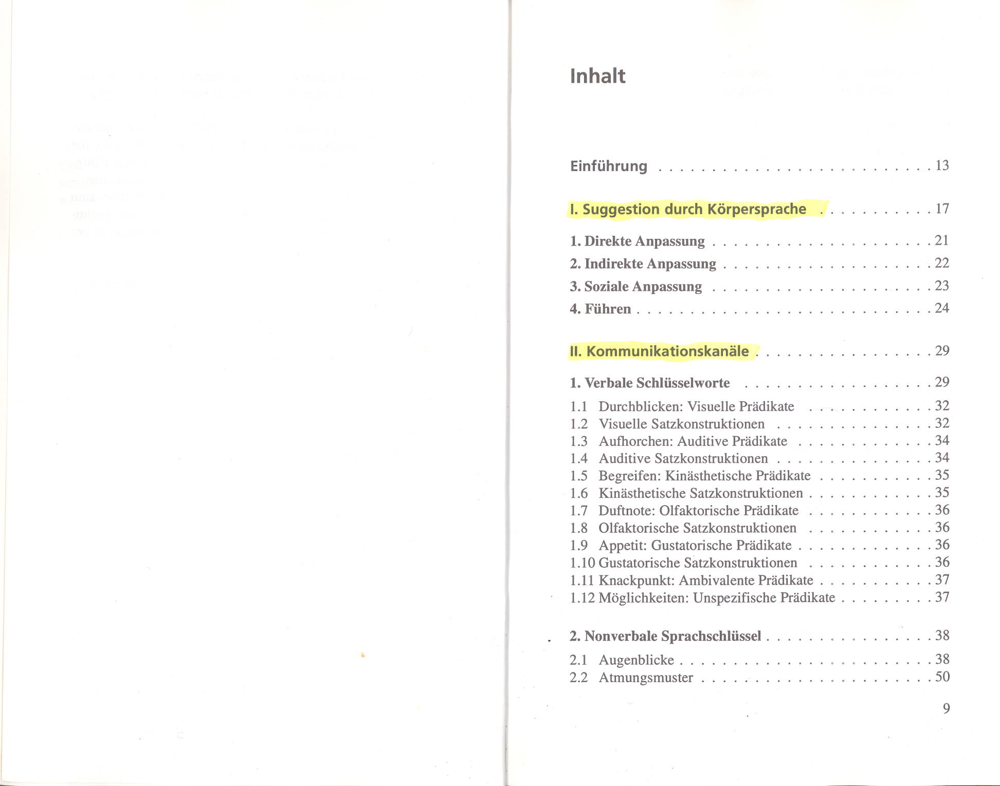 Inhalt
Einführung . . . . . . . . . . . . . . . . . . . . . . . . . . 13
I. Suggestion durch Körpersprache . . . . . . . . . . . 17
1. Direkte Anpassung . . . . . . . . . . . . . . . . . . . . . 21
2. Indirekte Anpassung . . . . . . . . . . . . . . . . . . . . 22
3. Soziale Anpassung . . . . . . . . . . . . . . . . . . . . . 23
4. Führen . . . . . . . . . . . . . . . . . . . . . . . . . . . . 24
II. Kommunikationskanäle . . . . . . . . . . . . . . . . . 29
1. Verbale Schlüsselworte . . . . . . . . . . . . . . . . . . 29
1.1 Durchblicken: Visuelle Prädikate . . . . . . . . . . . . 32
1.2 Visuelle Satzkonstruktionen . . . . . . . . . . . . . . . 32
1.3 Aufhorchen: Auditive Prädikate . . . . . . . . . . . . . 34
1.4 Auditive Satzkonstruktionen . . . . . . . . . . . . . . . 34
1.5 Begreifen: Kinästhetische Prädikate . . . . . . . . . . . 35
1.6 Kinästhetische Satzkonstruktionen . . . . . . . . . . . . 35
1.7 Duftnote: Olfaktorische Prädikate . . . . . . . . . . . . 36
1.8 Olfaktorische Satzkonstruktionen . . . . . . . . . . . . 36
1.9 Appetit: Gustatorische Prädikate . . . . . . . . . . . . . 36
1.10 Gustatorische Satzkonstruktionen . . . . . . . . . . . . 36
1.11 Knackpunkt: Ambivalente Prädikate . . . . . . . . . . . 37
1.12 Möglichkeiten: Unspezifische Prädikate . . . . . . . . . 37
2. Nonverbale Sprachschlüssel . . . . . . . . . . . . . . . . 38
2.1 Augenblicke . . . . . . . . . . . . . . . . . . . . . . . . 38
2.2 Atmungsmuster . . . . . . . . . . . . . . . . . . . . . . 50
9